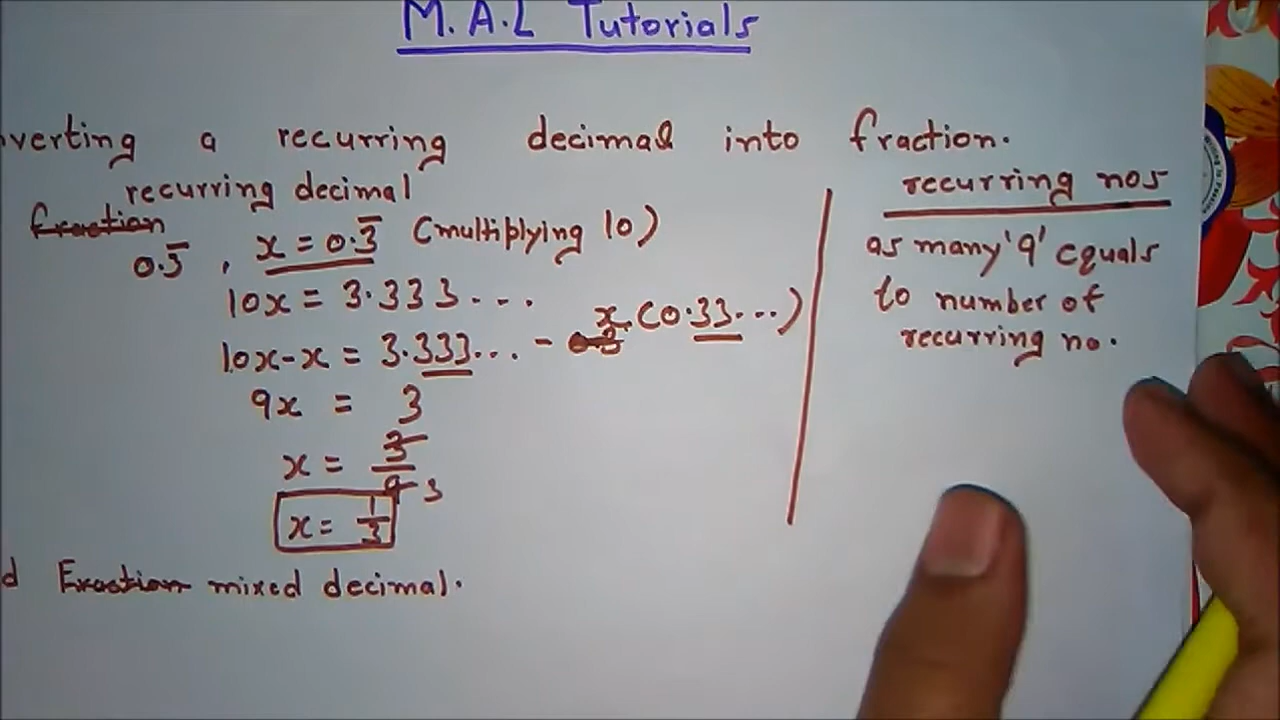 M.A.L Tutorials
verting a recurring decimal into fraction.
recurring decimal
fraction
0.3̅ , x = 0.3̅ (multiplying 10)
10x = 3.333...
10x-x = 3.333... - x (0.33...)
9x = 3
x = 3/9 3
x = 1/3
d Fraction mixed decimal.
recurring nos
as many '9' equals
to number of
recurring no.